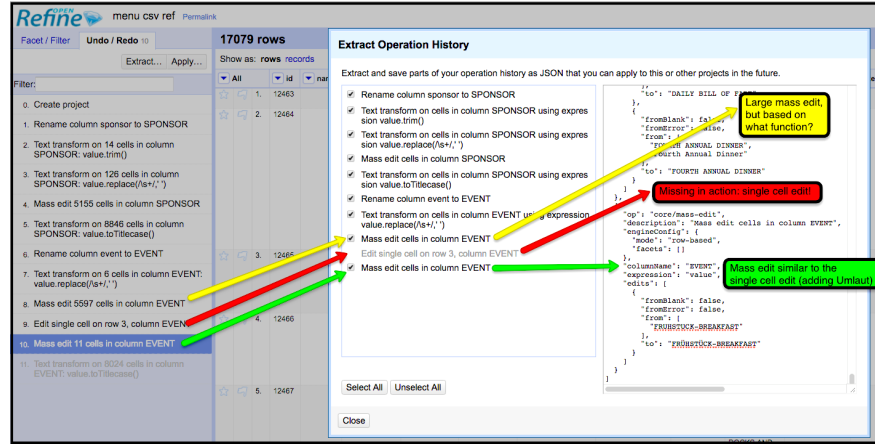 OPEN
Refine menu csv ref Permalink
Facet / Filter Undo / Redo 10
Extract... Apply...
Filter:
0. Create project
1. Rename column sponsor to SPONSOR
2. Text transform on 14 cells in column
SPONSOR: value.trim()
3. Text transform on 126 cells in column
SPONSOR: value.replace(/\s+/,' ')
4. Mass edit 5155 cells in column SPONSOR
5. Text transform on 8846 cells in column
SPONSOR: value.toTitlecase()
6. Rename column event to EVENT
7. Text transform on 6 cells in column EVENT:
value.replace(/\s+/,' ')
8. Mass edit 5597 cells in column EVENT
9. Edit single cell on row 3, column EVENT
10. Mass edit 11 cells in column EVENT
11. Text transform on 8024 cells in column
EVENT: value.toTitlecase()
17079 rows
Show as: rows records
All id nar
1. 12463
2. 12464
3. 12465
4. 12466
5. 12467
Extract Operation History
Extract and save parts of your operation history as JSON that you can apply to this or other projects in the future.
Rename column sponsor to SPONSOR
Text transform on cells in column SPONSOR using expres
sion value.trim()
Text transform on cells in column SPONSOR using expres
sion value.replace(/\s+/,' ')
Mass edit cells in column SPONSOR
Text transform on cells in column SPONSOR using expres
sion value.toTitlecase()
Rename column event to EVENT
Text transform on cells in column EVENT using expression
value.replace(/\s+/,' ')
Mass edit cells in column EVENT
Edit single cell on row 3, column EVENT
Mass edit cells in column EVENT
Select All Unselect All
Close
],
"to": "DAILY BILL OF
},
{
"fromBlank": false,
"fromError": false,
"from": [
"FOURTH ANNUAL DINNER",
"Fourth Annual Dinner"
],
"to": "FOURTH ANNUAL DINNER"
}
]
},
{
"op": "core/mass-edit",
"description": "Mass edit cells in column EVENT",
"engineConfig": {
"mode": "row-based",
"facets": []
},
"columnName": "EVENT",
"expression": "value",
"edits": [
{
"fromBlank": false,
"fromError": false,
"from": [
"FRUHSTUCK-BREAKFAST"
],
"to": "FRÜHSTÜCK-BREAKFAST"
}
]
}
]
Large mass edit,
but based on
what function?
Missing in action: single cell edit!
Mass edit similar to the
single cell edit (adding Umlaut)